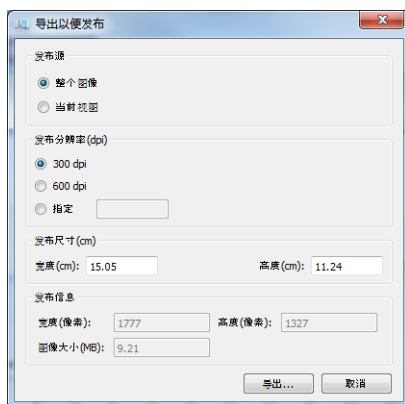 导出以便发布
发布源
整个图像
当前视图
发布分辨率(dpi)
300 dpi
600 dpi
指定
发布尺寸(cm)
宽度(cm): 15.05 高度(cm): 11.24
发布信息
宽度(像素): 1777 高度(像素): 1327
图像大小(MB): 9.21
导出... 取消